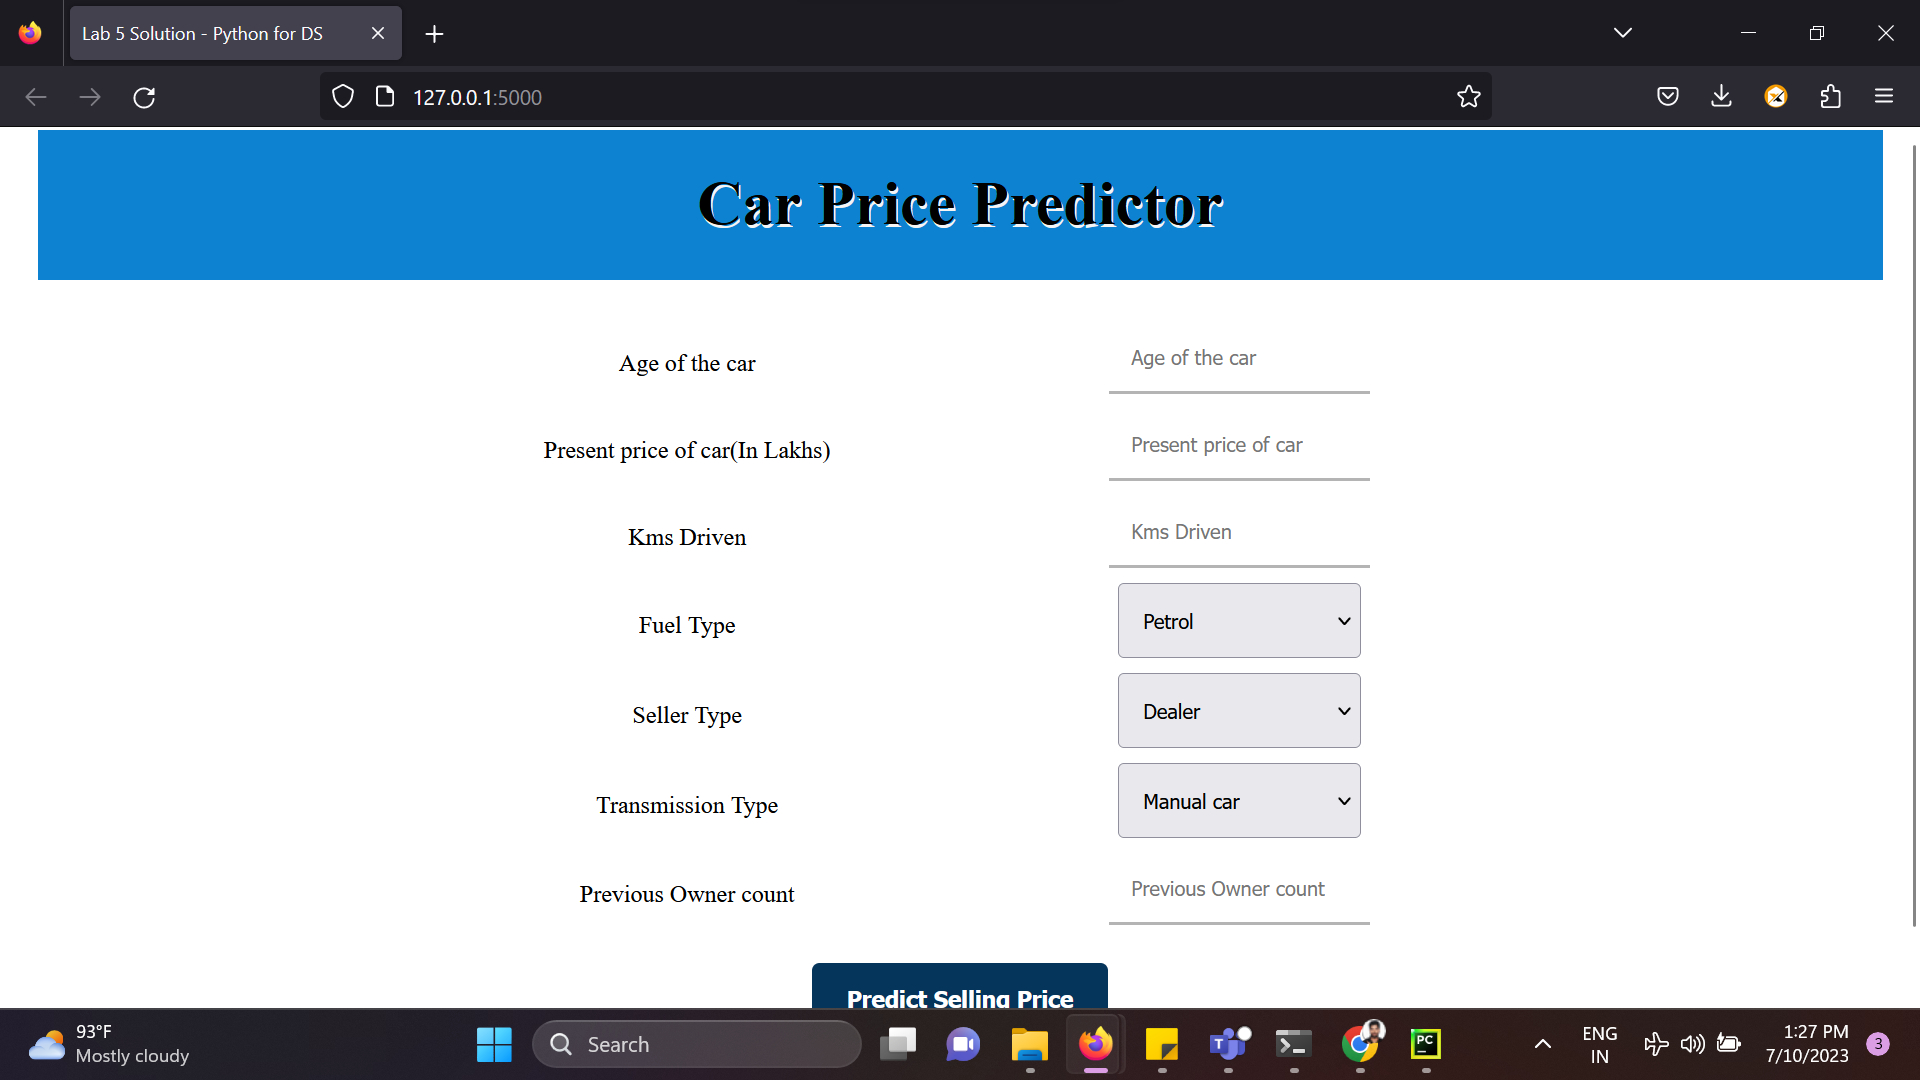 Lab 5 Solution - Python for DS
127.0.0.1:5000
Car Price Predictor
Age of the car
Age of the car
Present price of car(In Lakhs)
Present price of car
Kms Driven
Kms Driven
Fuel Type
Petrol
Seller Type
Dealer
Transmission Type
Manual car
Previous Owner count
Previous Owner count
Predict Selling Price
93°F
Mostly cloudy
Search
T
PC
ENG
IN
1:27 PM
7/10/2023
3